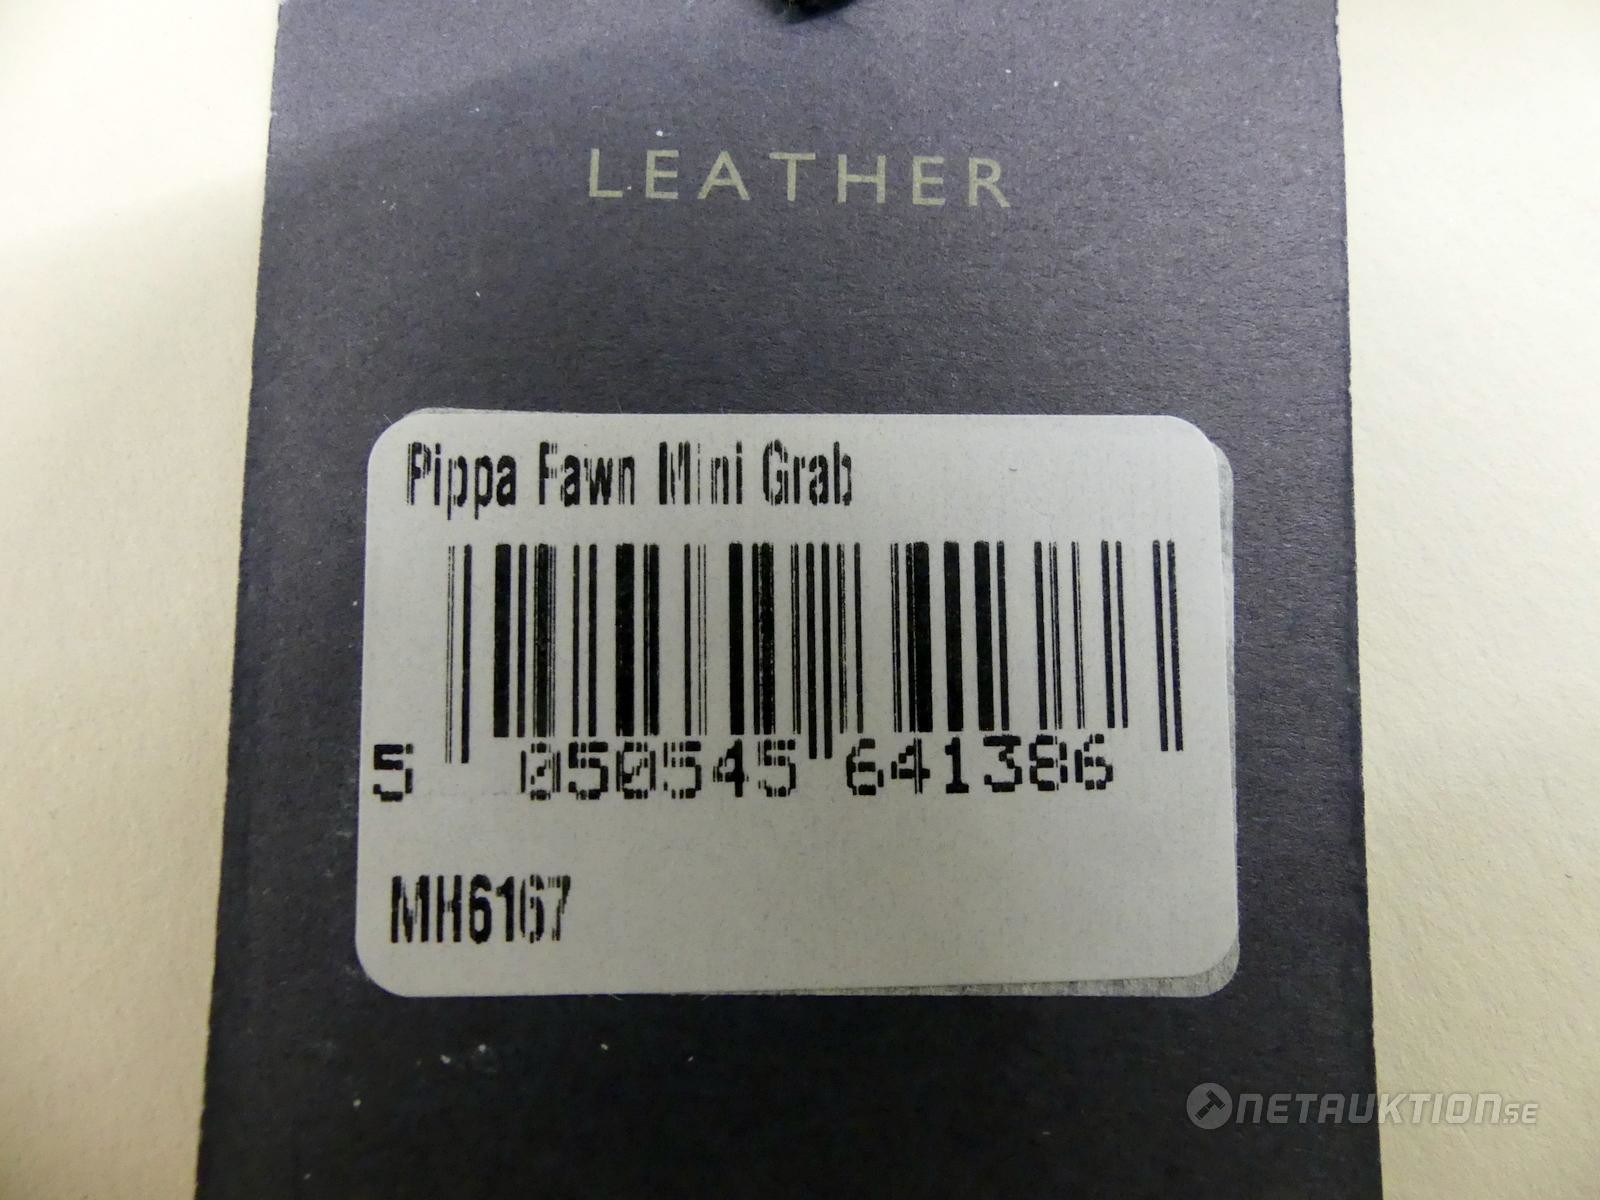 LEATHER
Pippa Fawn Mini Grab
5 050545 641386
MH6167
NETAUKTION.SE